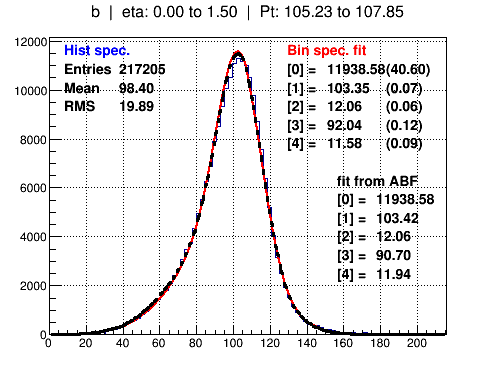 b | eta: 0.00 to 1.50 | Pt: 105.23 to 107.85
Hist spec.
Entries 217205
Mean 98.40
RMS 19.89
Bin spec. fit
[0] = 11938.58(40.60)
[1] = 103.35 (0.07)
[2] = 12.06 (0.06)
[3] = 92.04 (0.12)
[4] = 11.58 (0.09)
fit from ABF
[0] = 11938.58
[1] = 103.42
[2] = 12.06
[3] = 90.70
[4] = 11.94
12000
10000
8000
6000
4000
2000
0
0 20 40 60 80 100 120 140 160 180 200